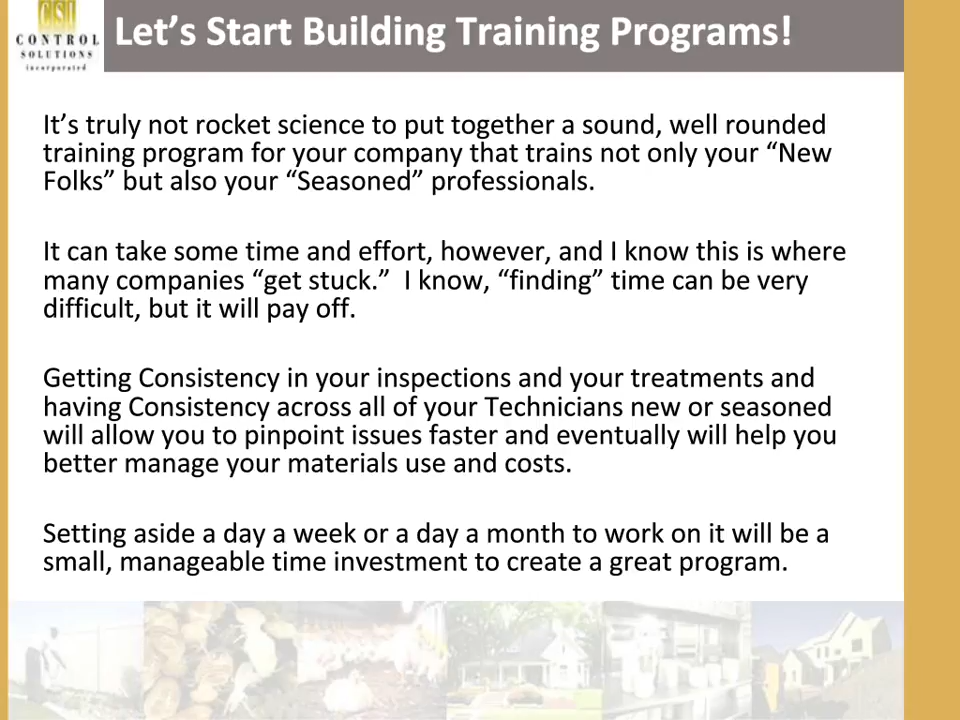 CSI
CONTROL
SOLUTIONS
incorporated
Let’s Start Building Training Programs!
It’s truly not rocket science to put together a sound, well rounded
training program for your company that trains not only your “New
Folks” but also your “Seasoned” professionals.
It can take some time and effort, however, and I know this is where
many companies “get stuck.”  I know, “finding” time can be very
difficult, but it will pay off.
Getting Consistency in your inspections and your treatments and
having Consistency across all of your Technicians new or seasoned
will allow you to pinpoint issues faster and eventually will help you
better manage your materials use and costs.
Setting aside a day a week or a day a month to work on it will be a
small, manageable time investment to create a great program.